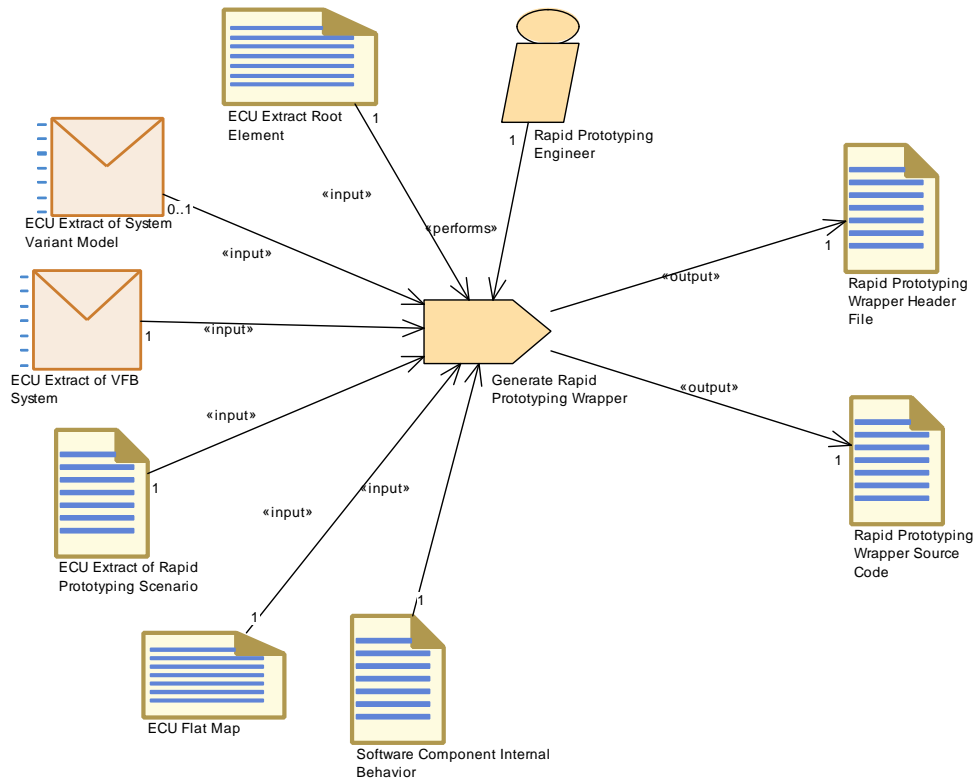 ECU Extract Root
Element
1
Rapid Prototyping
Engineer
1
«input»
«performs»
ECU Extract of System
Variant Model
0..1
«input»
ECU Extract of VFB
System
1
«input»
Generate Rapid
Prototyping Wrapper
«output»
1
Rapid Prototyping
Wrapper Header
File
«output»
1
Rapid Prototyping
Wrapper Source
Code
«input»
1
ECU Extract of Rapid
Prototyping Scenario
«input»
«input»
1
ECU Flat Map
1
Software Component Internal
Behavior